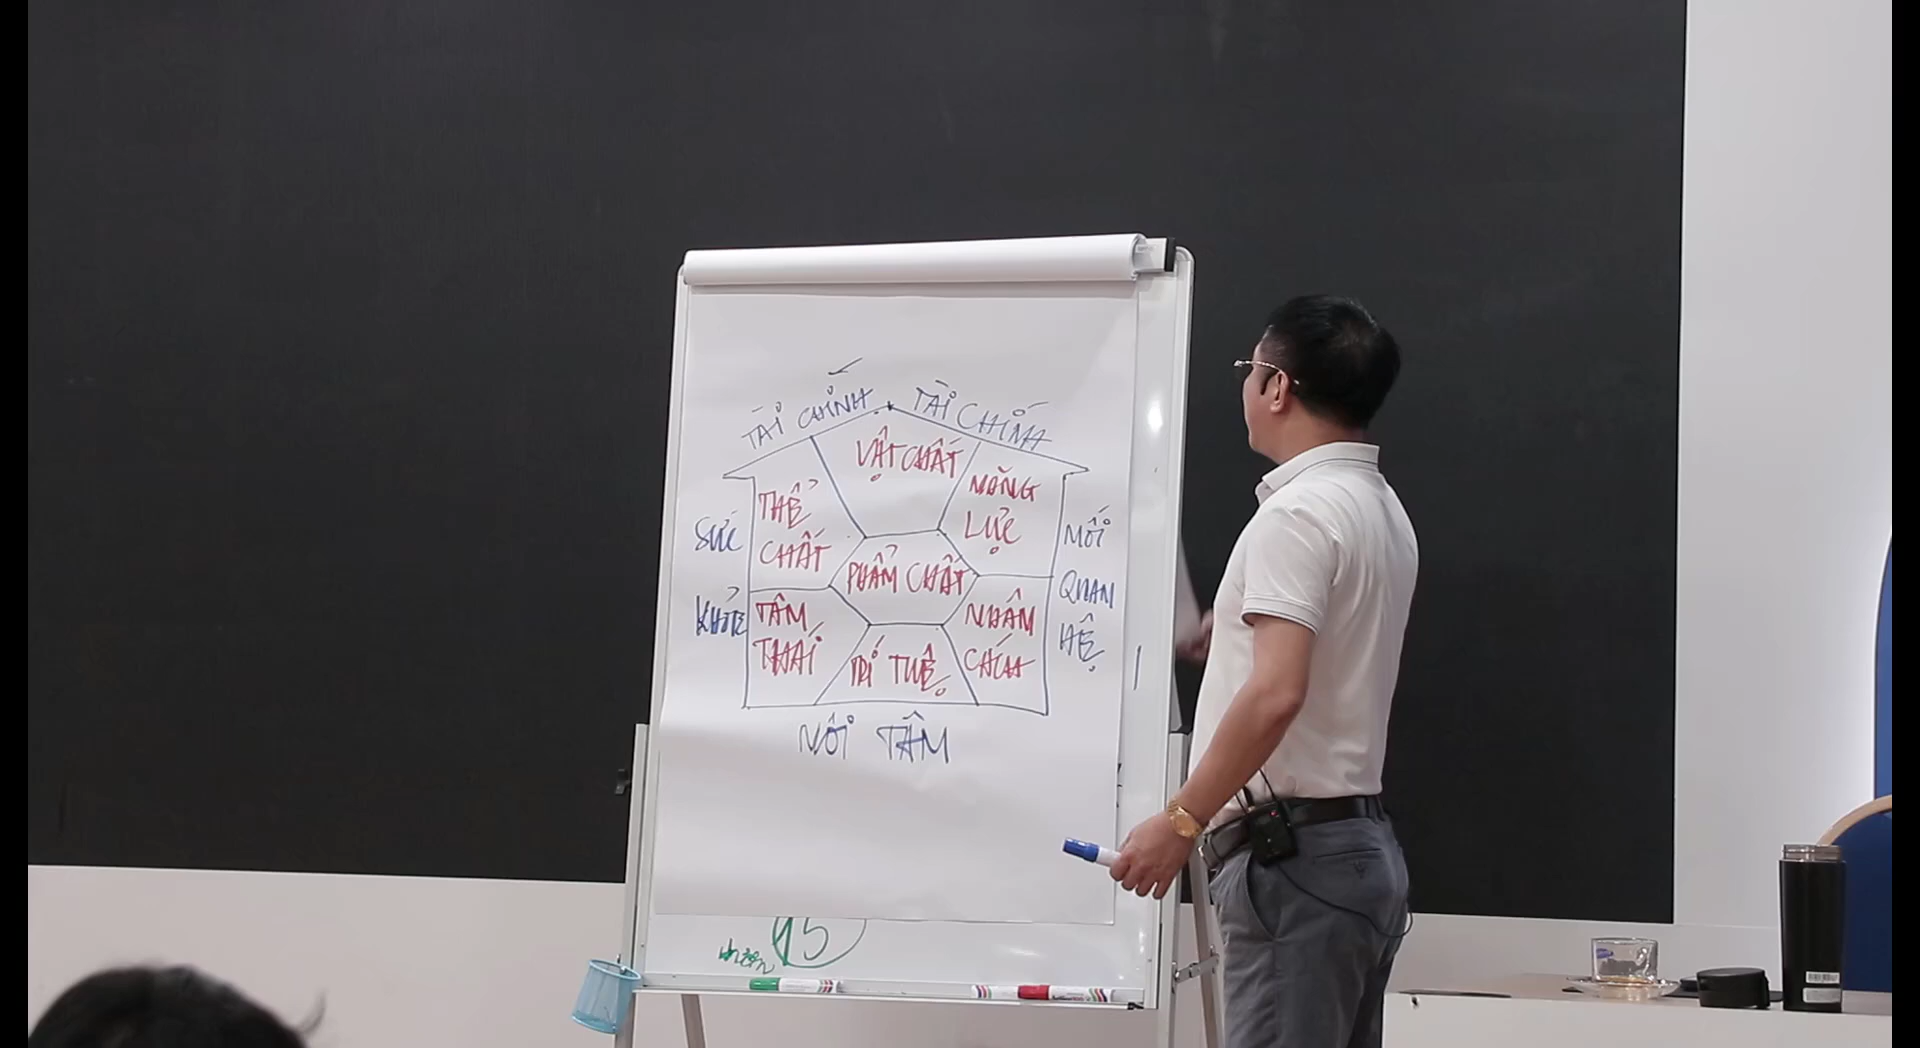 TÀI CHÍNH
TÀI CHÍNH
VẬT CHẤT
THỂ
CHẤT
NĂNG
LỰC
SỨC
KHỎE
MỐI
QUAN
HỆ
PHẨM CHẤT
TÂM
THÁI
TRÍ TUỆ
NHÂN
CÁCH
NỘI TÂM
15